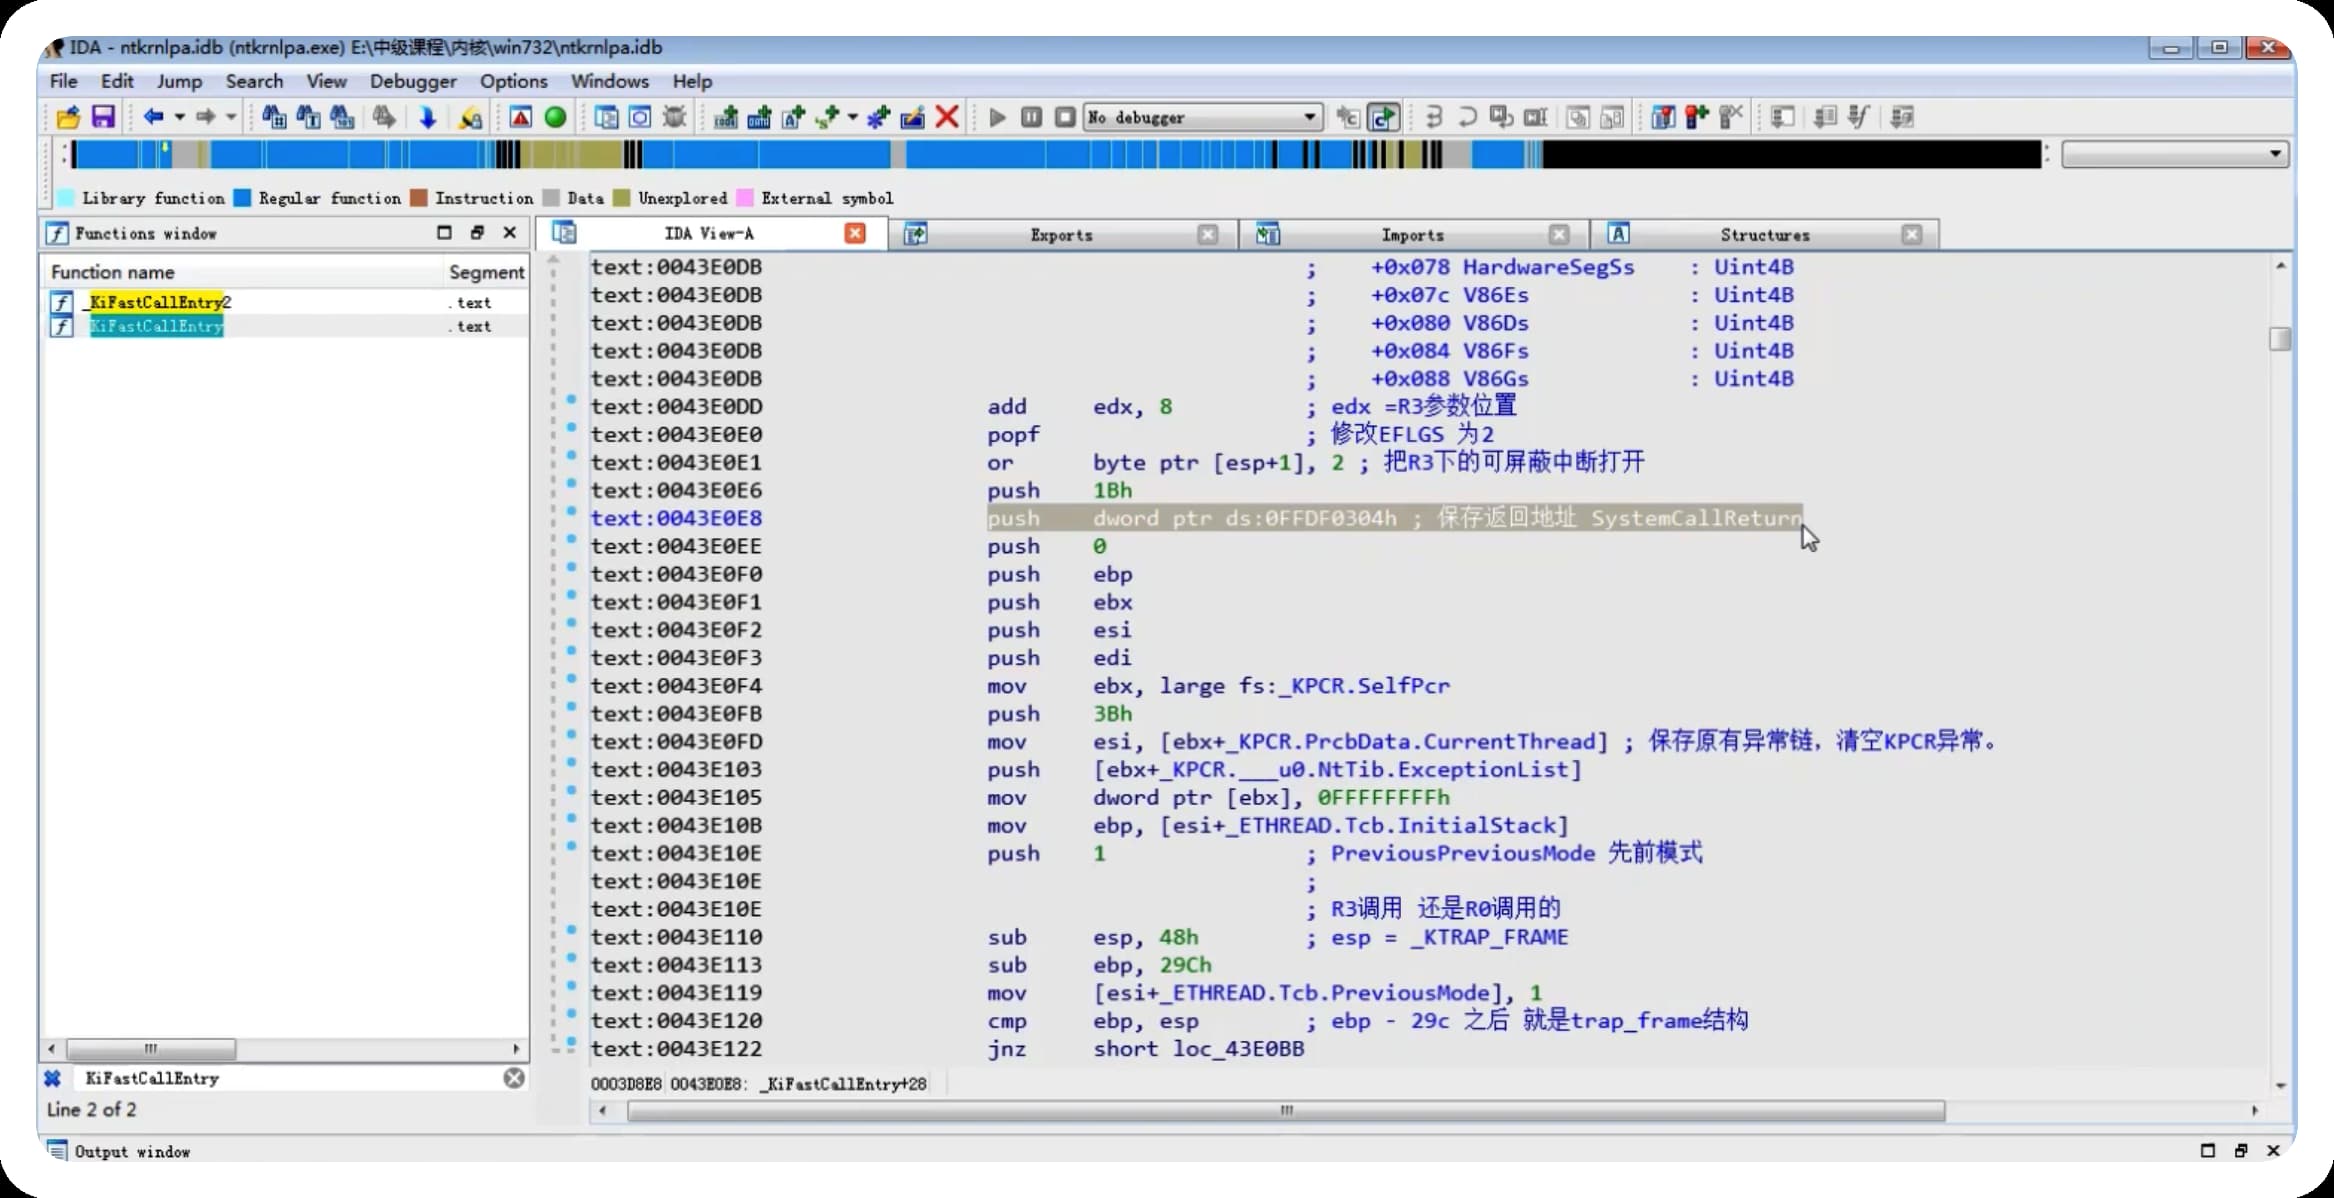 IDA - ntkrnlpa.idb (ntkrnlpa.exe) E:\中级课程\内核\win732\ntkrnlpa.idb
File Edit Jump Search View Debugger Options Windows Help
No debugger
Library function Regular function Instruction Data Unexplored External symbol
Functions window
Function name Segment
_KiFastCallEntry2 .text
KiFastCallEntry .text
KiFastCallEntry
Line 2 of 2
IDA View-A Exports Imports Structures
text:0043E0DB ; +0x078 HardwareSegSs : Uint4B
text:0043E0DB ; +0x07c V86Es : Uint4B
text:0043E0DB ; +0x080 V86Ds : Uint4B
text:0043E0DB ; +0x084 V86Fs : Uint4B
text:0043E0DB ; +0x088 V86Gs : Uint4B
text:0043E0DD add edx, 8 ; edx =R3参数位置
text:0043E0E0 popf ; 修改EFLGS 为2
text:0043E0E1 or byte ptr [esp+1], 2 ; 把R3下的可屏蔽中断打开
text:0043E0E6 push 1Bh
text:0043E0E8 push dword ptr ds:0FFDF0304h ; 保存返回地址 SystemCallReturn
text:0043E0EE push 0
text:0043E0F0 push ebp
text:0043E0F1 push ebx
text:0043E0F2 push esi
text:0043E0F3 push edi
text:0043E0F4 mov ebx, large fs:_KPCR.SelfPcr
text:0043E0FB push 3Bh
text:0043E0FD mov esi, [ebx+_KPCR.PrcbData.CurrentThread] ; 保存原有异常链，清空KPCR异常。
text:0043E103 push [ebx+_KPCR.___u0.NtTib.ExceptionList]
text:0043E105 mov dword ptr [ebx], 0FFFFFFFFh
text:0043E10B mov ebp, [esi+_ETHREAD.Tcb.InitialStack]
text:0043E10E push 1 ; PreviousPreviousMode 先前模式
text:0043E10E ;
text:0043E10E ; R3调用 还是R0调用的
text:0043E110 sub esp, 48h ; esp = _KTRAP_FRAME
text:0043E113 sub ebp, 29Ch
text:0043E119 mov [esi+_ETHREAD.Tcb.PreviousMode], 1
text:0043E120 cmp ebp, esp ; ebp - 29c 之后 就是trap_frame结构
text:0043E122 jnz short loc_43E0BB
0003D8E8 0043E0E8: _KiFastCallEntry+28
Output window